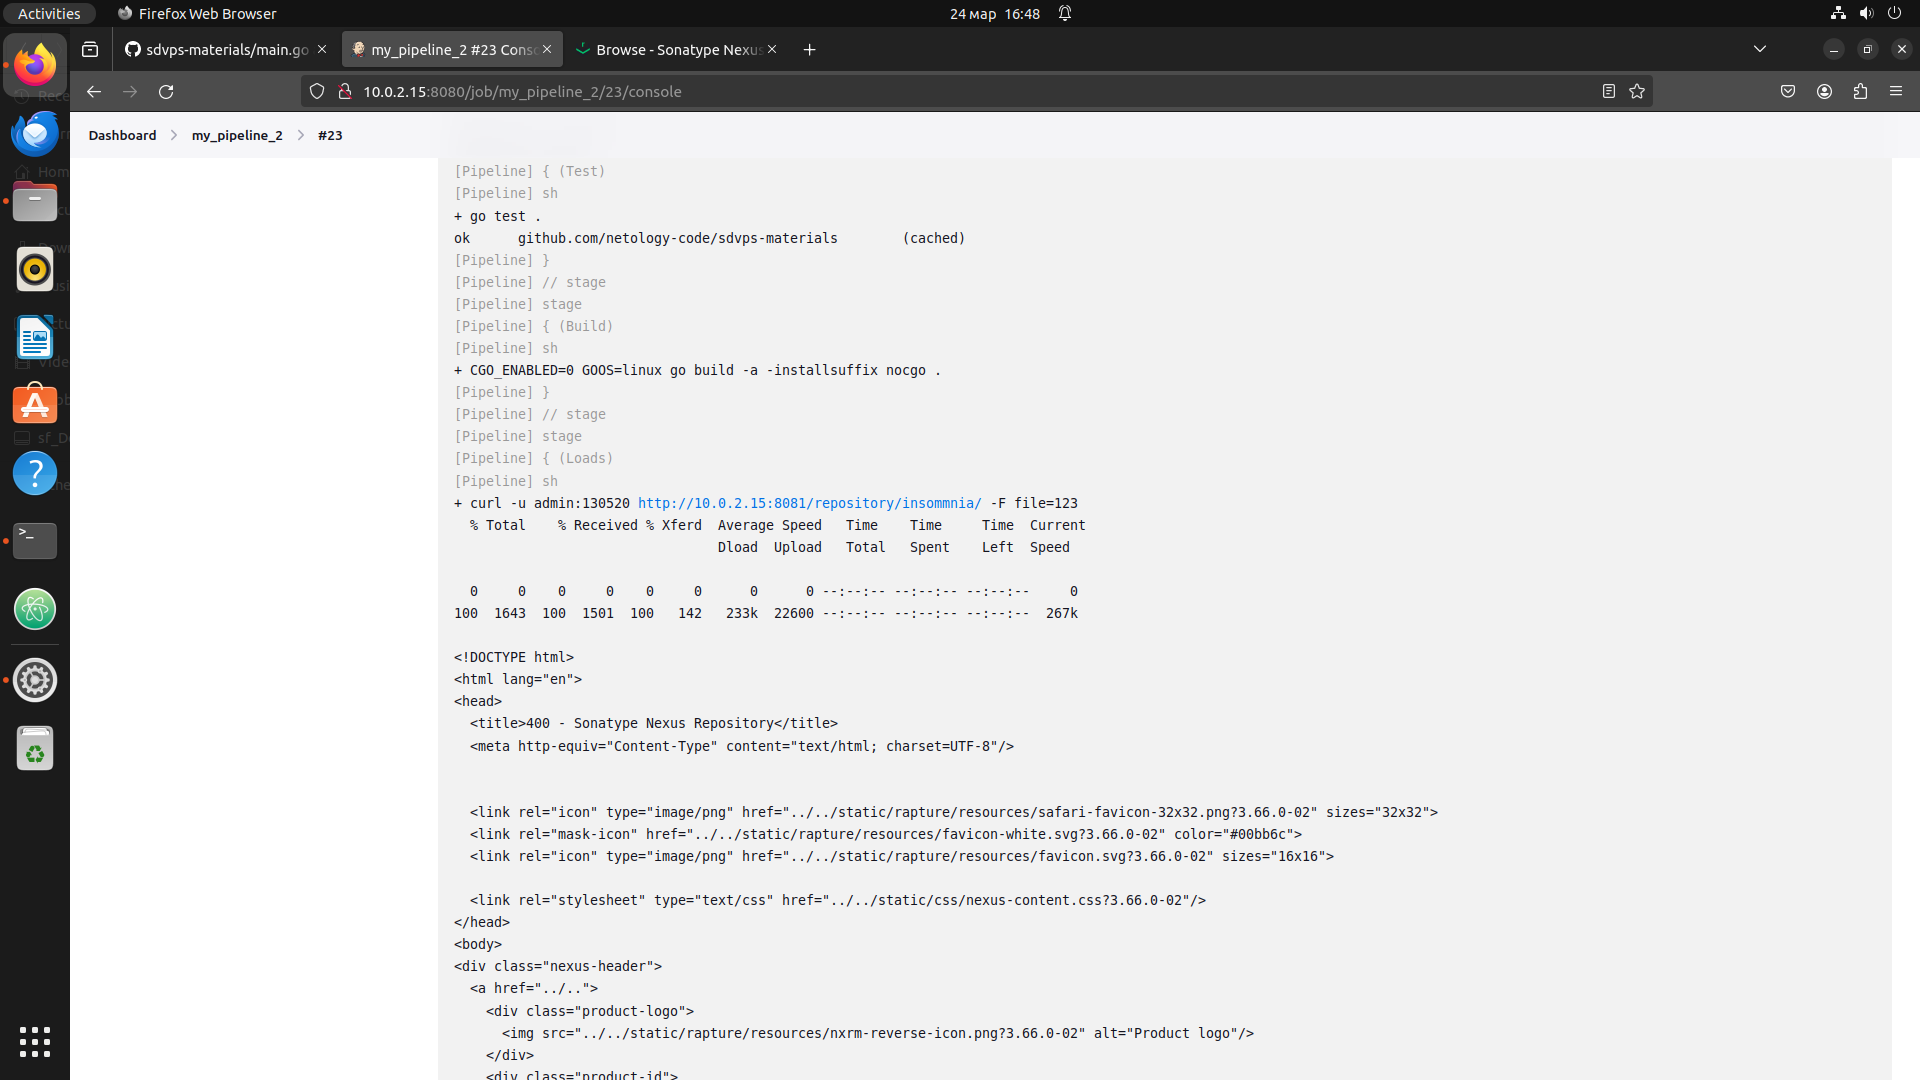 Activities
Firefox Web Browser
24 мар 16:48
sdvps-materials/main.go
my_pipeline_2 #23 Conso
Browse - Sonatype Nexus
10.0.2.15:8080/job/my_pipeline_2/23/console
Dashboard
my_pipeline_2
#23
[Pipeline] { (Test)
[Pipeline] sh
+ go test .
ok github.com/netology-code/sdvps-materials (cached)
[Pipeline] }
[Pipeline] // stage
[Pipeline] stage
[Pipeline] { (Build)
[Pipeline] sh
+ CGO_ENABLED=0 GOOS=linux go build -a -installsuffix nocgo .
[Pipeline] }
[Pipeline] // stage
[Pipeline] stage
[Pipeline] { (Loads)
[Pipeline] sh
+ curl -u admin:130520 http://10.0.2.15:8081/repository/insommnia/ -F file=123
% Total % Received % Xferd Average Speed Time Time Time Current
Dload Upload Total Spent Left Speed
0 0 0 0 0 0 0 0 --:--:-- --:--:-- --:--:-- 0
100 1643 100 1501 100 142 233k 22600 --:--:-- --:--:-- --:--:-- 267k
<!DOCTYPE html>
<html lang="en">
<head>
<title>400 - Sonatype Nexus Repository</title>
<meta http-equiv="Content-Type" content="text/html; charset=UTF-8"/>
<link rel="icon" type="image/png" href="../../static/rapture/resources/safari-favicon-32x32.png?3.66.0-02" sizes="32x32">
<link rel="mask-icon" href="../../static/rapture/resources/favicon-white.svg?3.66.0-02" color="#00bb6c">
<link rel="icon" type="image/png" href="../../static/rapture/resources/favicon.svg?3.66.0-02" sizes="16x16">
<link rel="stylesheet" type="text/css" href="../../static/css/nexus-content.css?3.66.0-02"/>
</head>
<body>
<div class="nexus-header">
<a href="../..">
<div class="product-logo">
<img src="../../static/rapture/resources/nxrm-reverse-icon.png?3.66.0-02" alt="Product logo"/>
</div>
<div class="product-id">